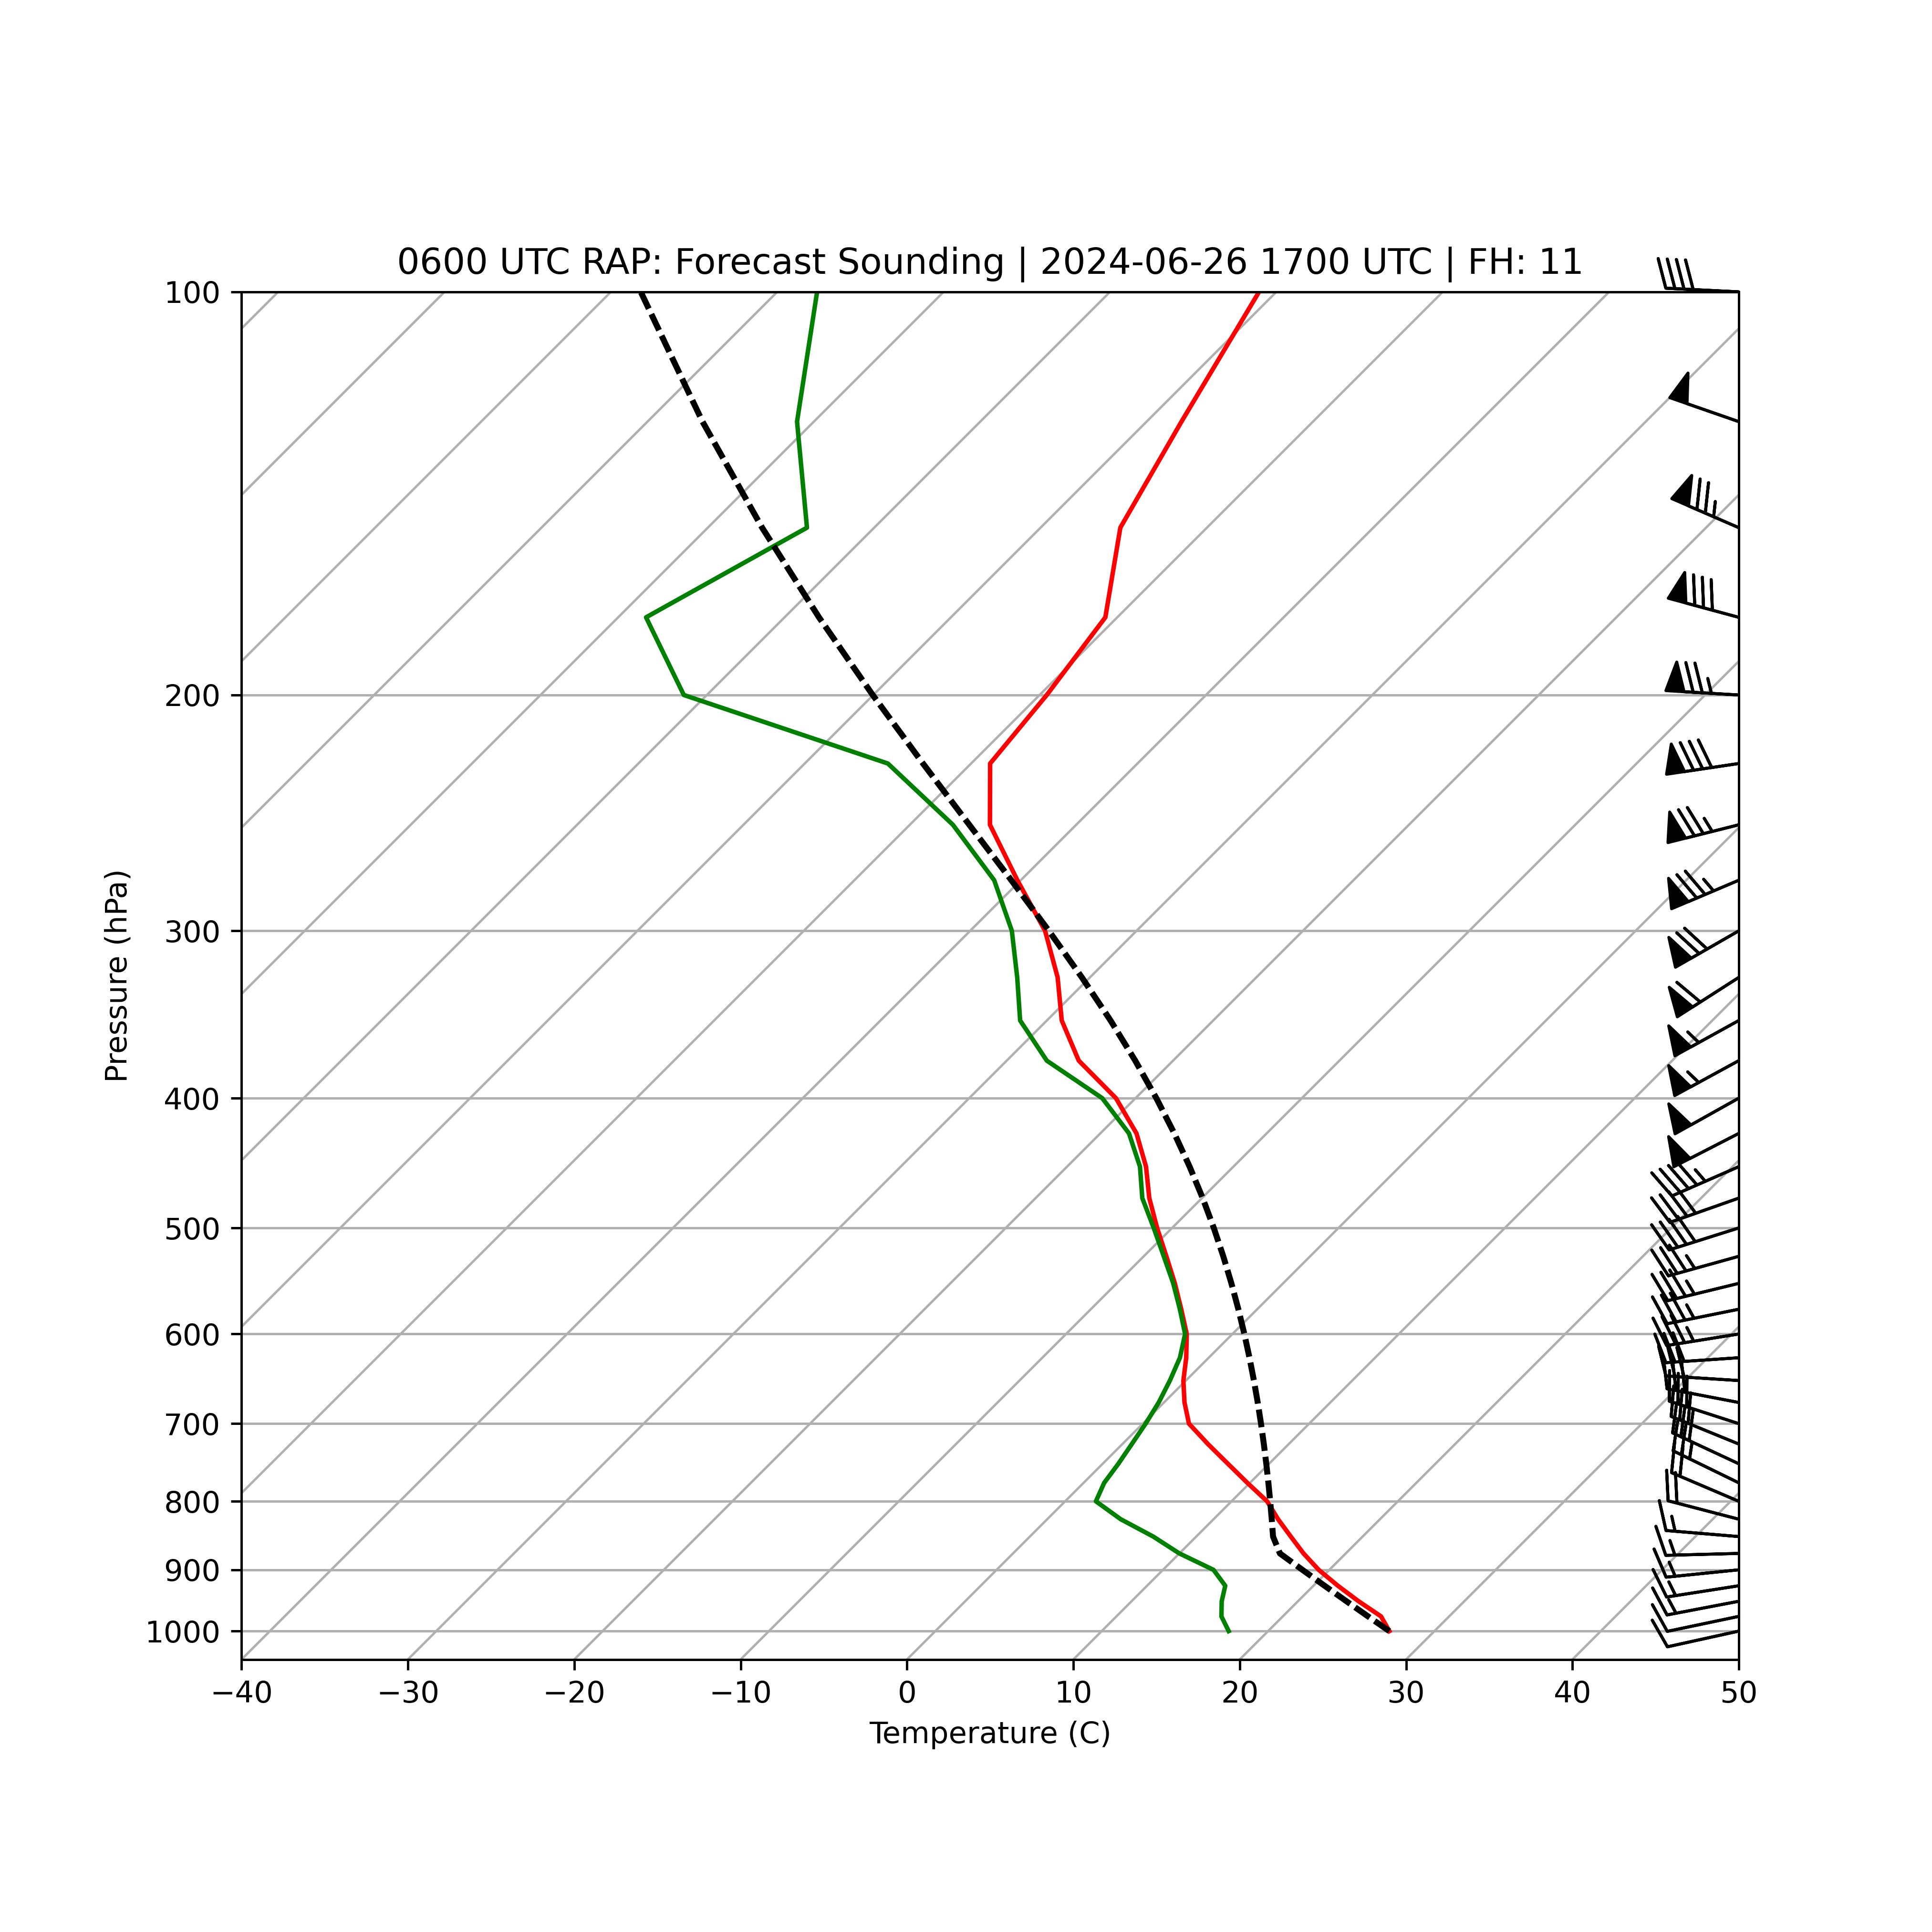 0600 UTC RAP: Forecast Sounding | 2024-06-26 1700 UTC | FH: 11
100
200
300
400
500
600
700
800
900
1000
Pressure (hPa)
−40 −30 −20 −10 0 10 20 30 40 50
Temperature (C)